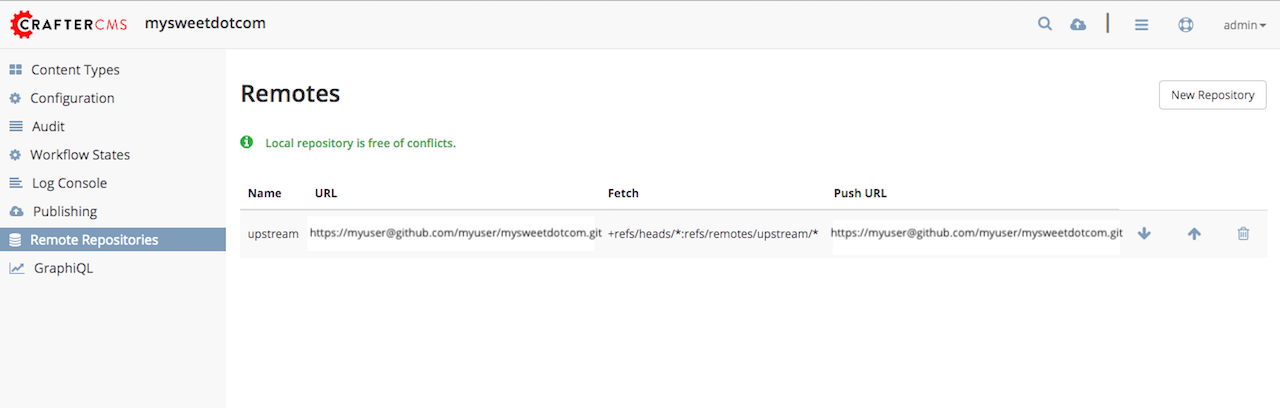 CRAFTERCMS mysweetdotcom admin
Content Types
Configuration
Audit
Workflow States
Log Console
Publishing
Remote Repositories
GraphiQL
Remotes
New Repository
Local repository is free of conflicts.
Name URL Fetch Push URL
upstream https://myuser@github.com/myuser/mysweetdotcom.git +refs/heads/*:refs/remotes/upstream/* https://myuser@github.com/myuser/mysweetdotcom.git